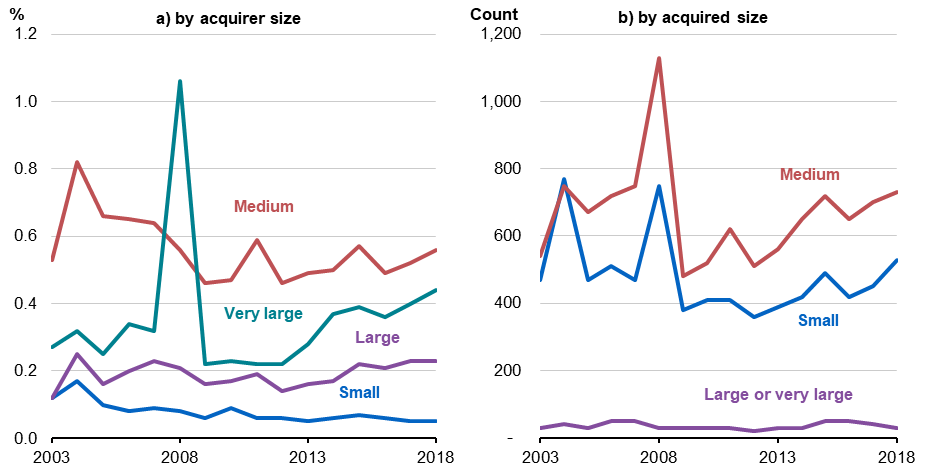 %
a) by acquirer size
1.2
1.0
0.8
0.6
0.4
0.2
0.0
Medium
Very large
Large
Small
2003 2008 2013 2018
Count
b) by acquired size
1,200
1,000
800
600
400
200
-
Medium
Small
Large or very large
2003 2008 2013 2018